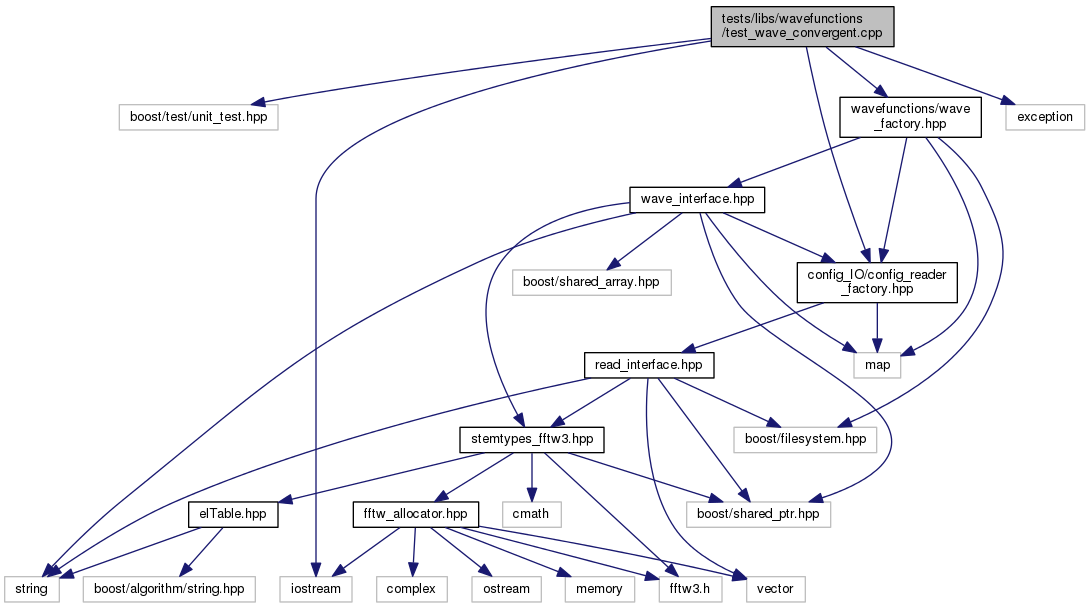 tests/libs/wavefunctions
/test_wave_convergent.cpp
boost/test/unit_test.hpp
wavefunctions/wave
_factory.hpp
exception
wave_interface.hpp
boost/shared_array.hpp
config_IO/config_reader
_factory.hpp
read_interface.hpp
map
stemtypes_fftw3.hpp
boost/filesystem.hpp
elTable.hpp
fftw_allocator.hpp
cmath
boost/shared_ptr.hpp
string
boost/algorithm/string.hpp
iostream
complex
ostream
memory
fftw3.h
vector